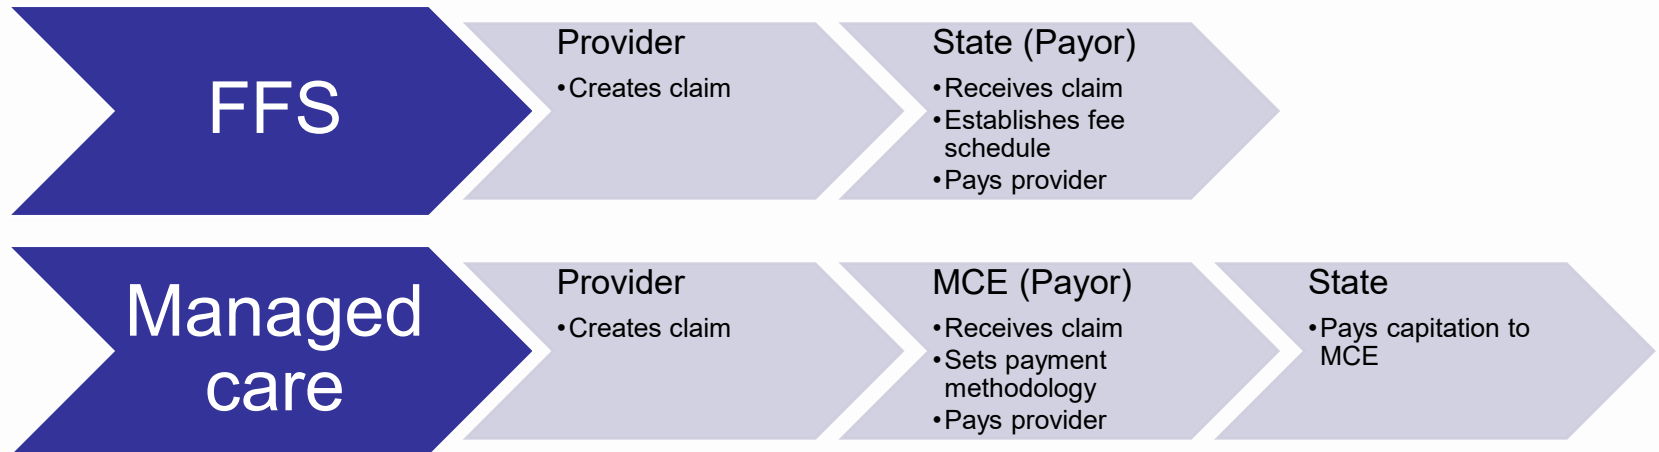 FFS
Provider
•Creates claim
State (Payor)
•Receives claim
•Establishes fee
schedule
•Pays provider
Managed
care
Provider
•Creates claim
MCE (Payor)
•Receives claim
•Sets payment
methodology
•Pays provider
State
•Pays capitation to
MCE